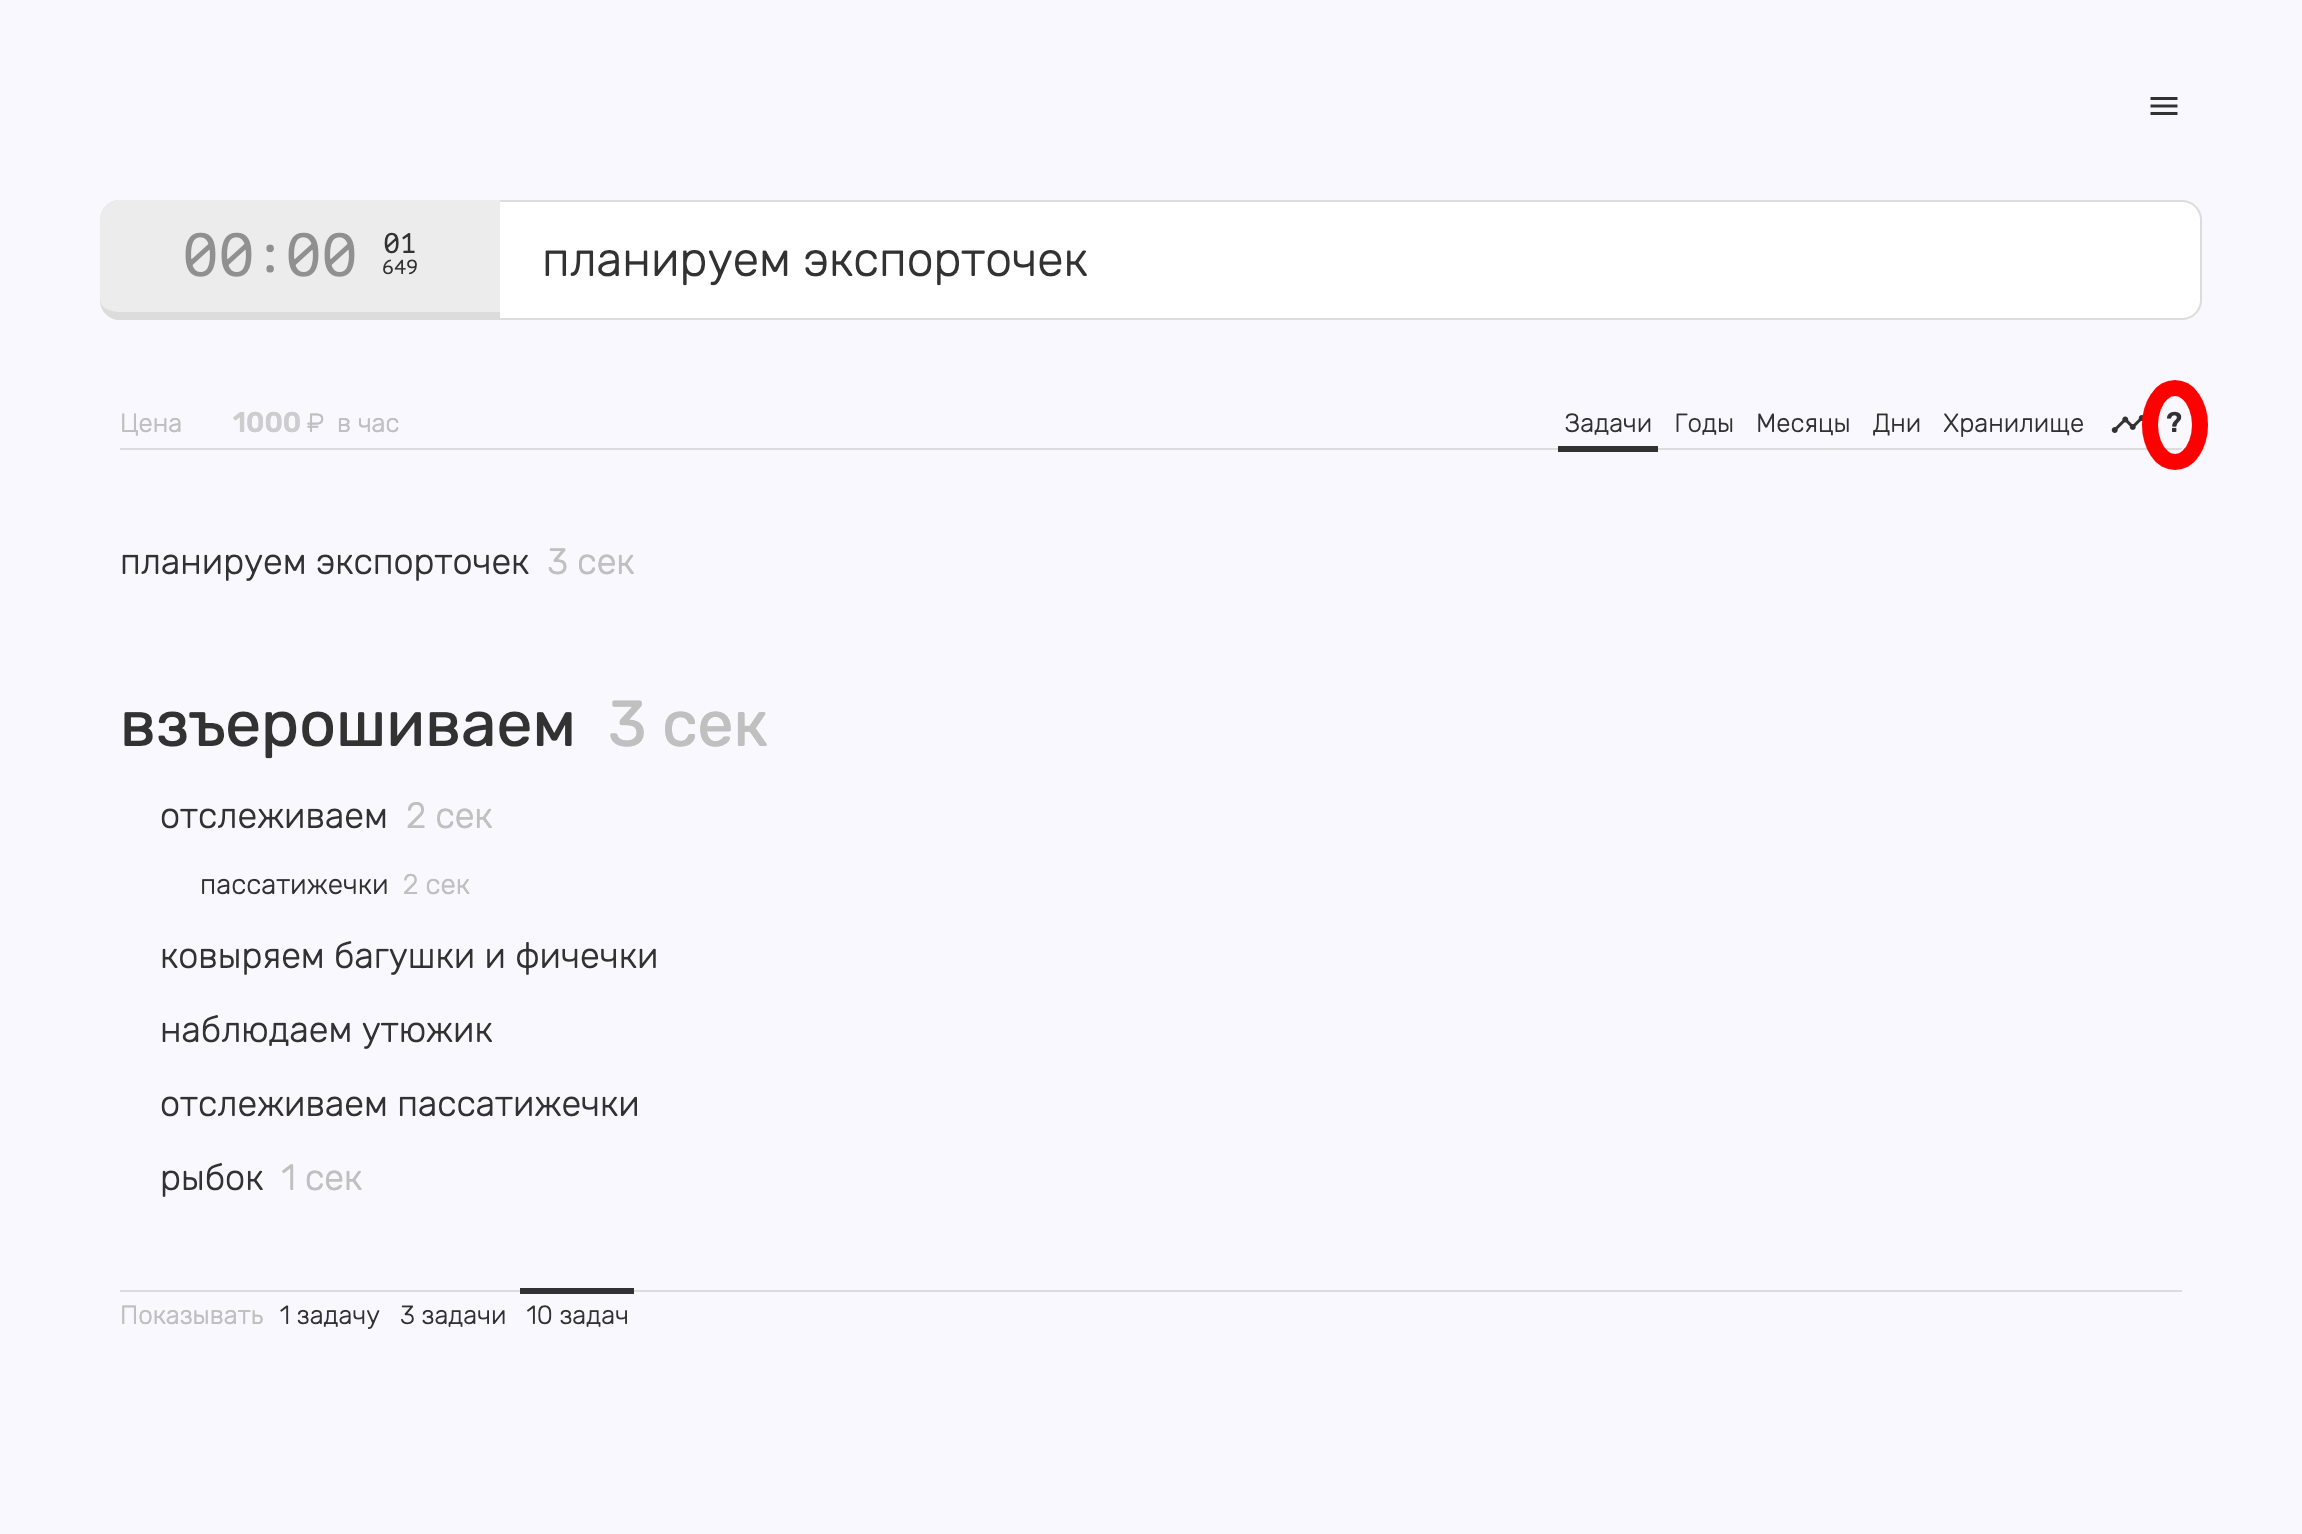 00:00 01 649 планируем экспорточек
Цена 1000 ₽ в час Задачи Годы Месяцы Дни Хранилище ?
планируем экспорточек 3 сек
взъерошиваем 3 сек
отслеживаем 2 сек
пассатижечки 2 сек
ковыряем багушки и фичечки
наблюдаем утюжик
отслеживаем пассатижечки
рыбок 1 сек
Показывать 1 задачу 3 задачи 10 задач